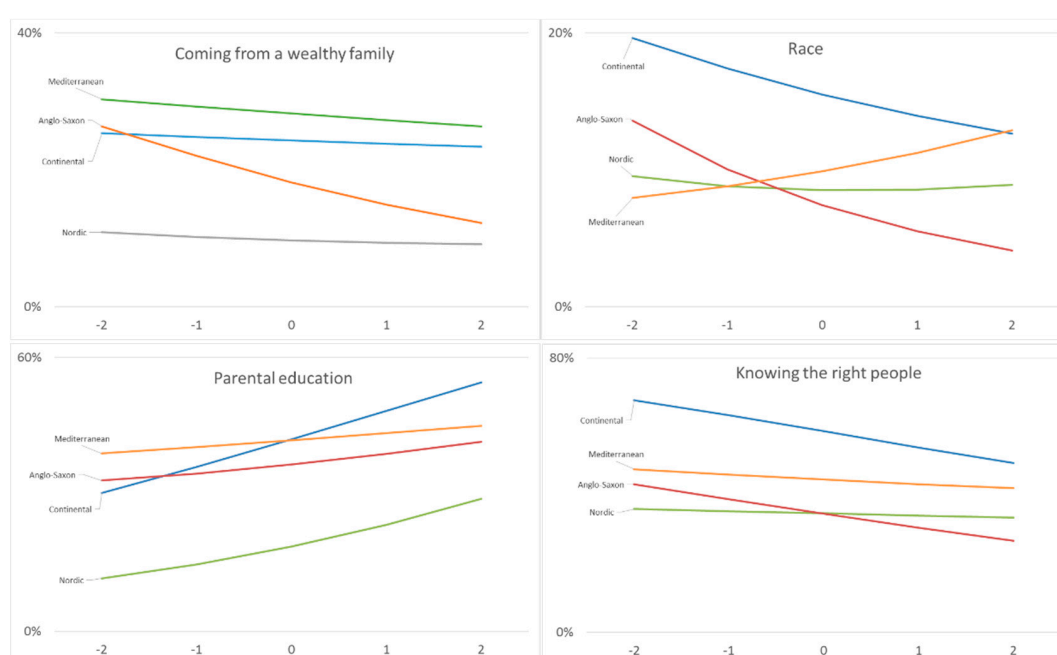 40%
Coming from a wealthy family
Mediterranean
Anglo-Saxon
Continental
Nordic
0%
-2 -1 0 1 2
20%
Race
Continental
Anglo-Saxon
Nordic
Mediterranean
0%
-2 -1 0 1 2
60%
Parental education
Mediterranean
Anglo-Saxon
Continental
Nordic
0%
-2 -1 0 1 2
80%
Knowing the right people
Continental
Mediterranean
Anglo-Saxon
Nordic
0%
-2 -1 0 1 2